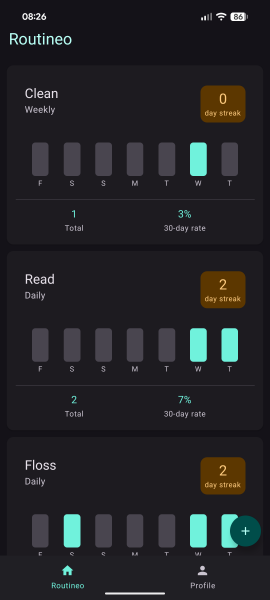 08:26
86
Routineo
Clean
Weekly
0
day streak
F S S M T W T
1
Total
3%
30-day rate
Read
Daily
2
day streak
F S S M T W T
2
Total
7%
30-day rate
Floss
Daily
2
day streak
F S S M T W T
+
Routineo
Profile